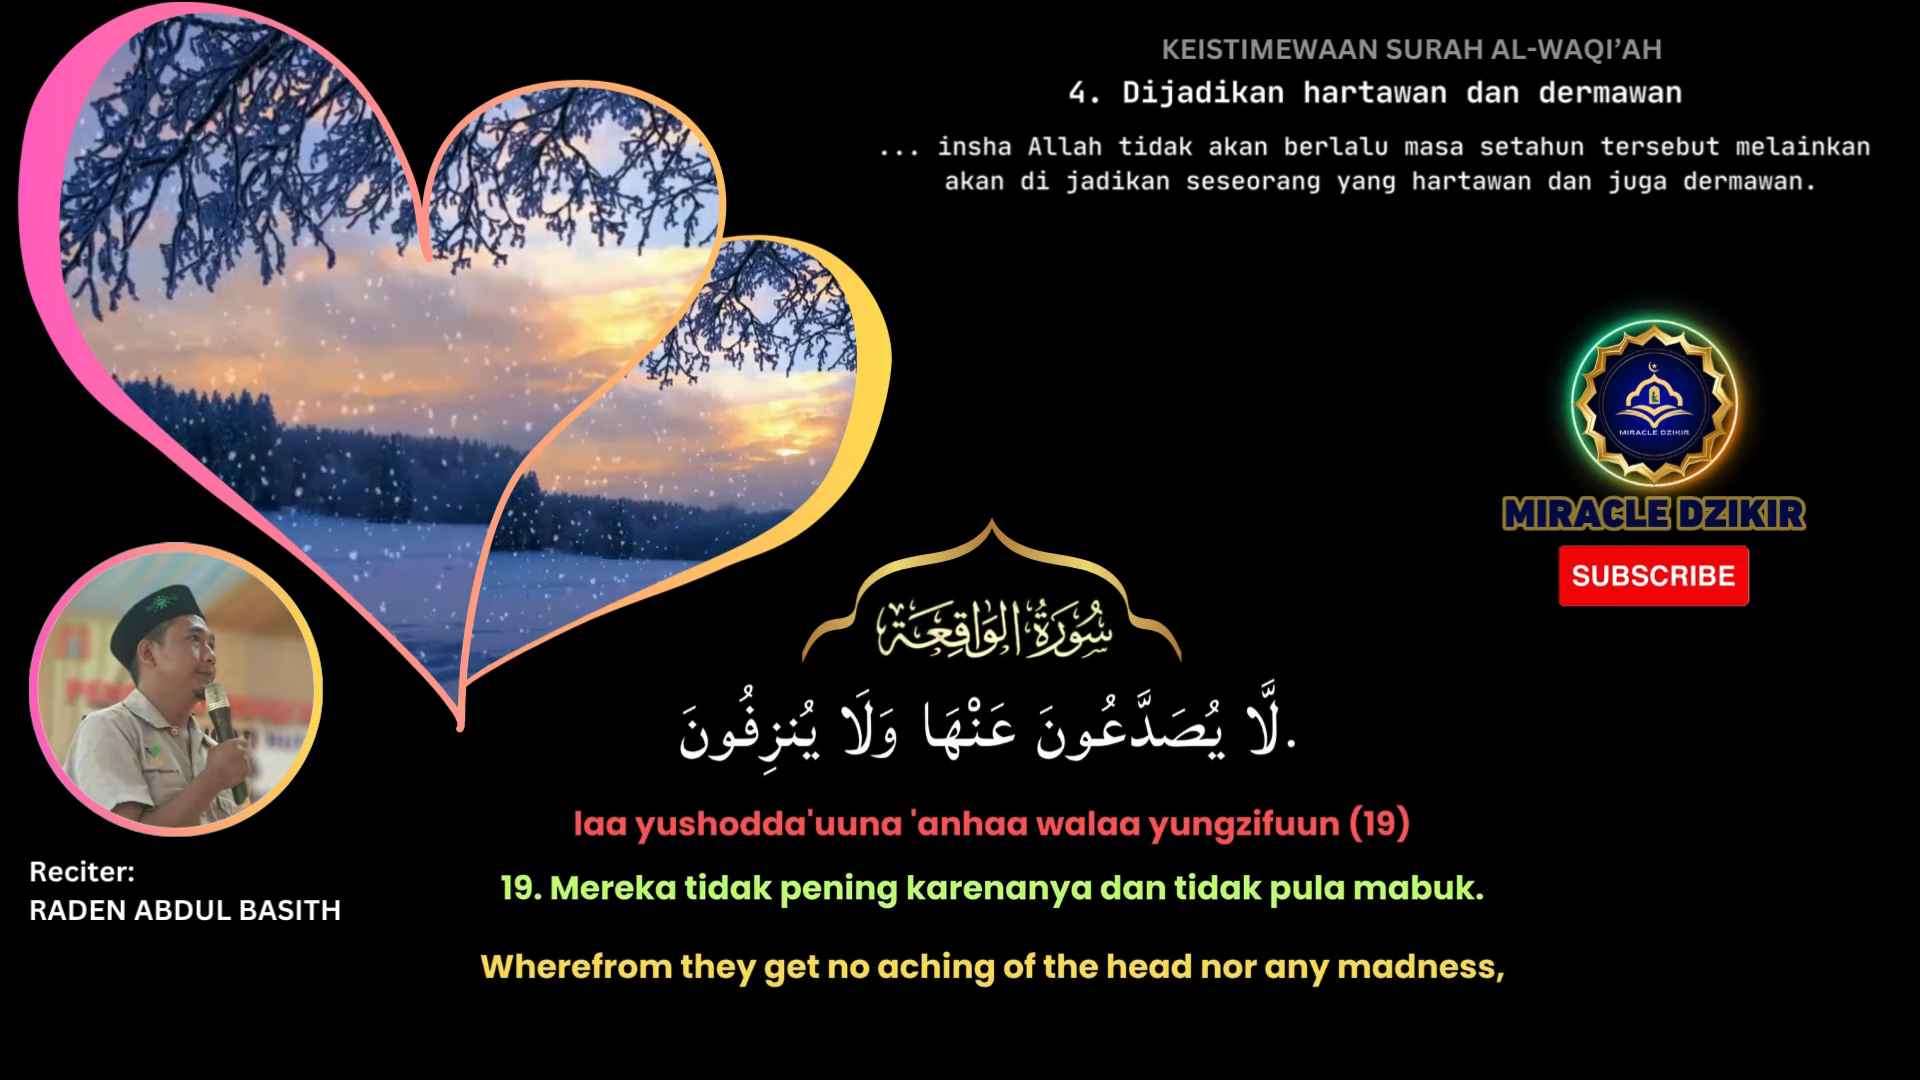 KEISTIMEWAAN SURAH AL-WAQI’AH
4. Dijadikan hartawan dan dermawan
... insha Allah tidak akan berlalu masa setahun tersebut melainkan
akan di jadikan seseorang yang hartawan dan juga dermawan.
MIRACLE DZIKIR
MIRACLE DZIKIR
SUBSCRIBE
سُورَةُ الوَاقِعَة
لَّا يُصَدَّعُونَ عَنْهَا وَلَا يُنزِفُونَ.
laa yushodda'uuna 'anhaa walaa yungzifuun (19)
19. Mereka tidak pening karenanya dan tidak pula mabuk.
Wherefrom they get no aching of the head nor any madness,
Reciter:
RADEN ABDUL BASITH